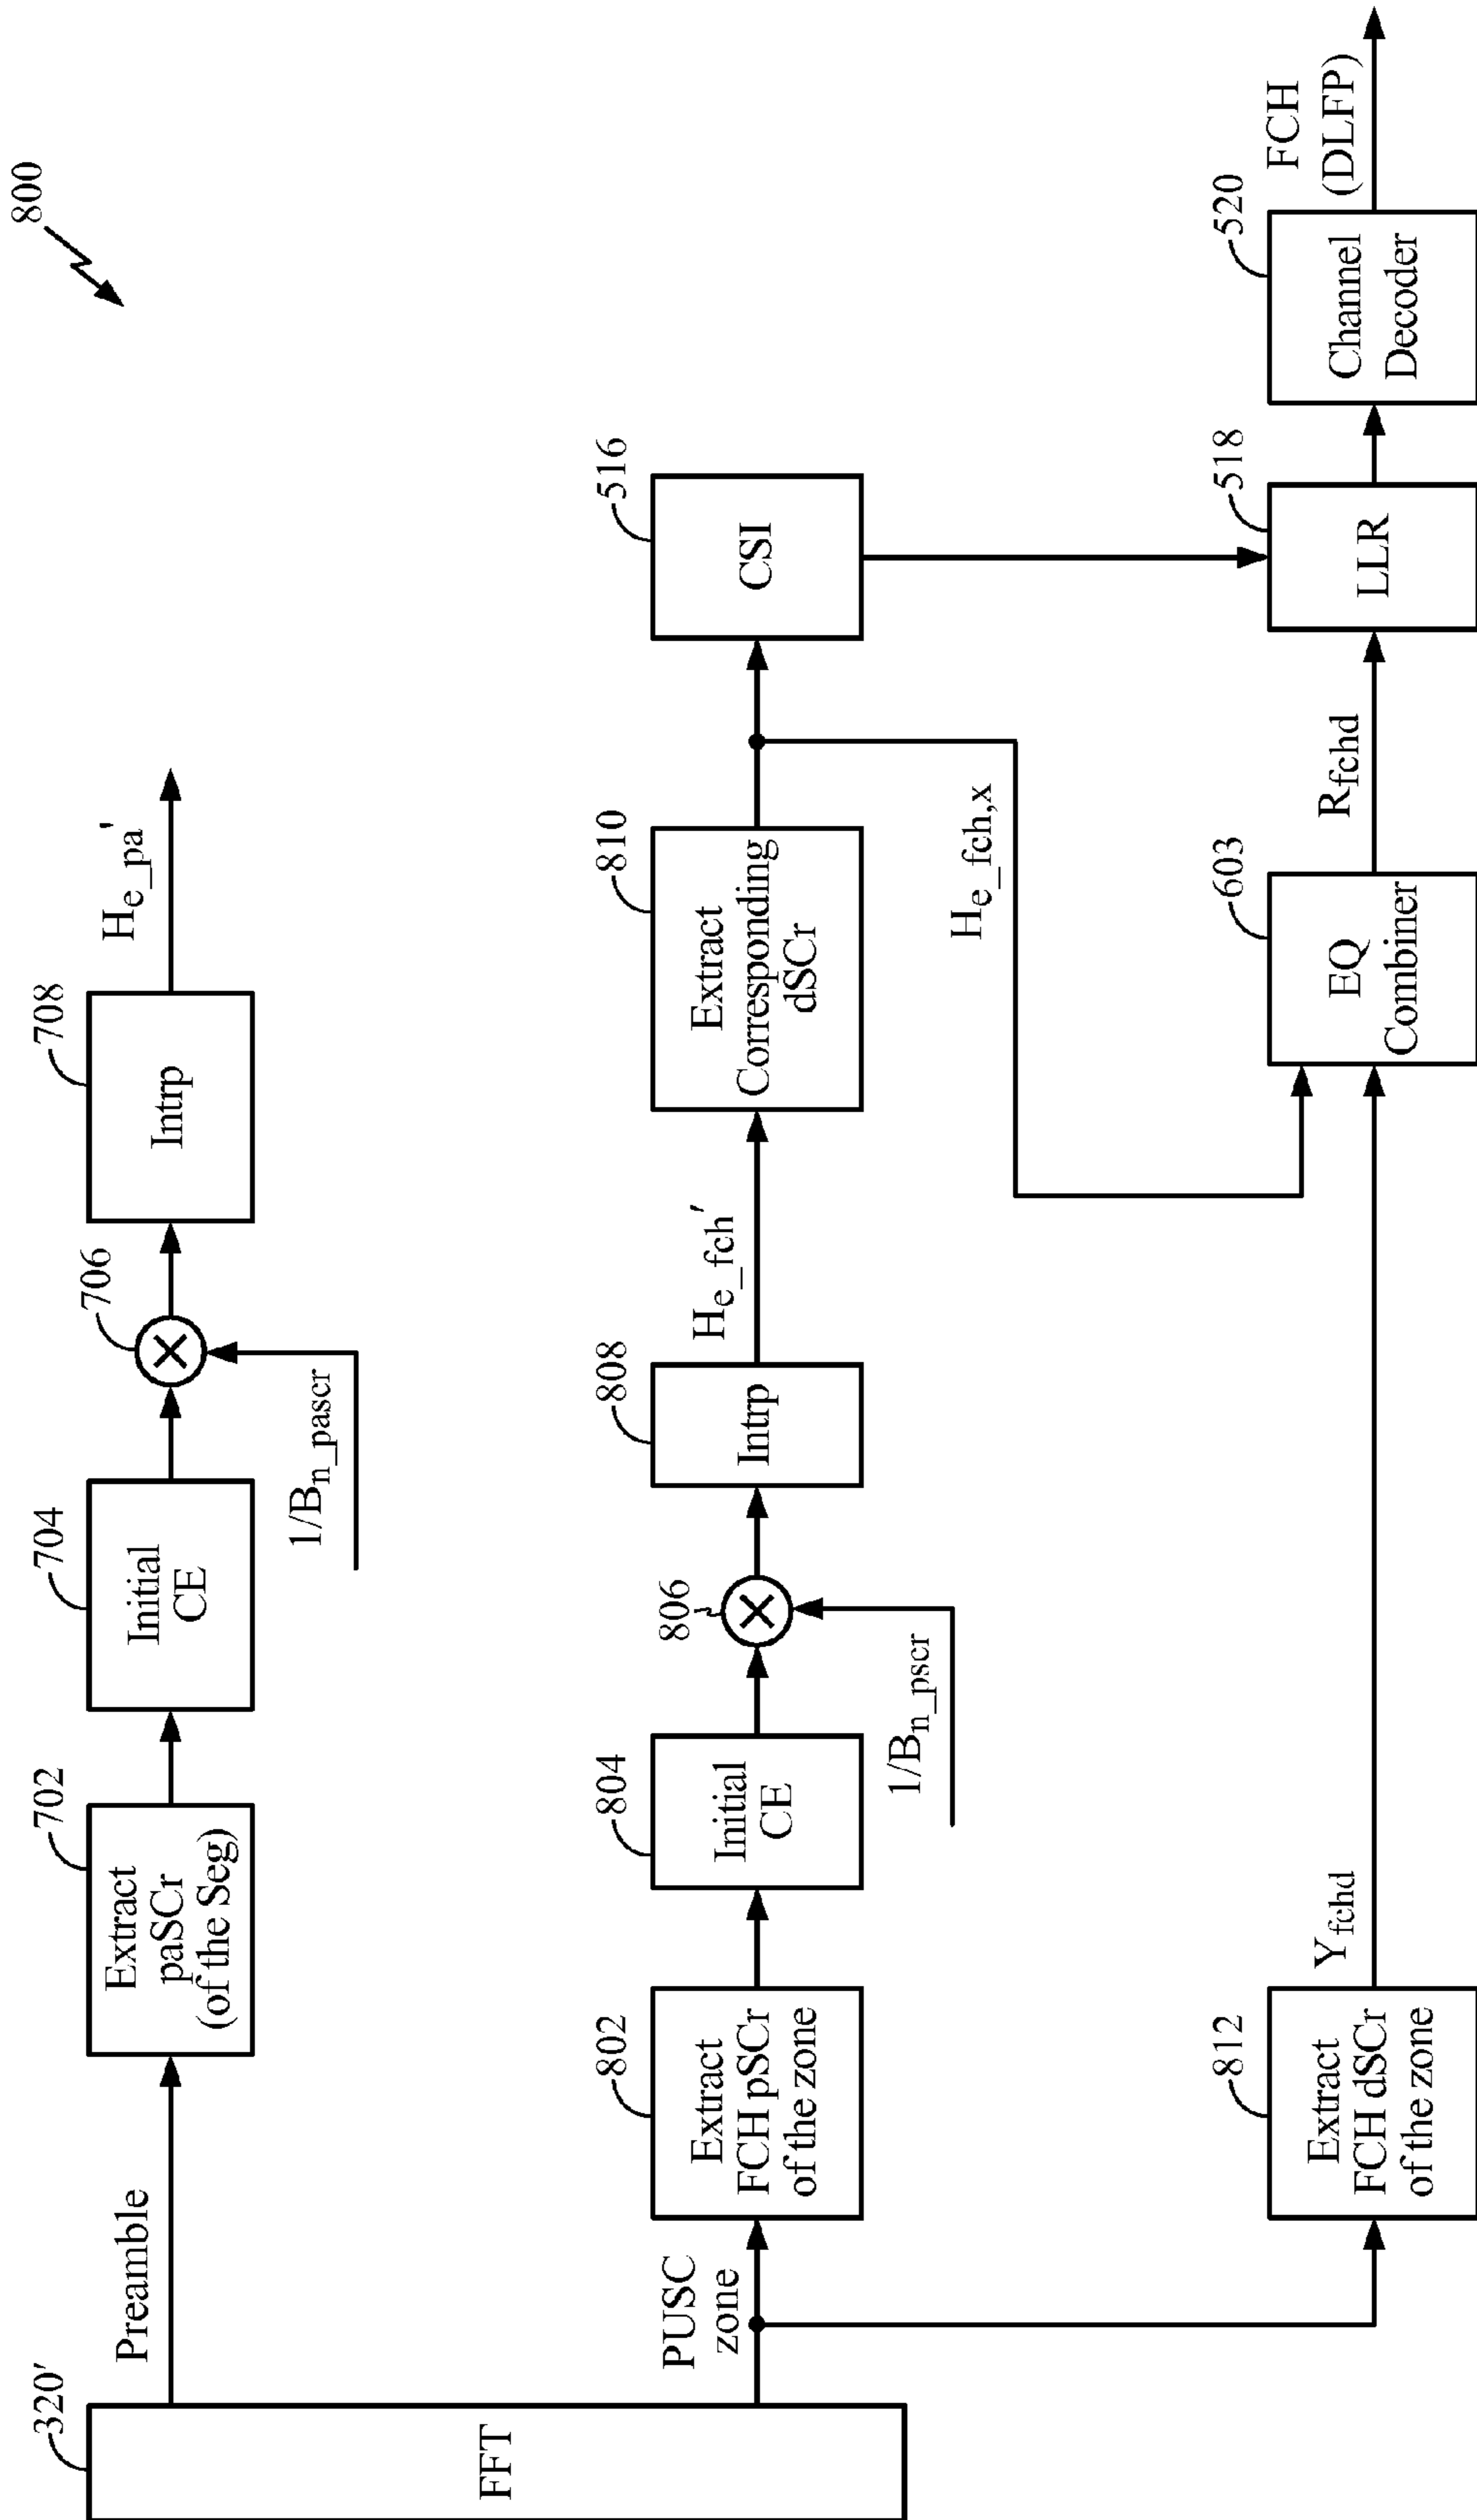 800
320'
FFT
Preamble
702
Extract
paSCr
(of the Seg)
704
Initial
CE
706
1/Bn_pascr
708
Intrp
He_pa'
PUSC
zone
802
Extract
FCH pSCr
of the zone
804
Initial
CE
806
1/Bn_pscr
808
Intrp
He_fch'
810
Extract
Corresponding
dSCr
He_fch,x
516
CSI
812
Extract
FCH dSCr
of the zone
Yfchd
603
EQ
Combiner
Rfchd
518
LLR
520
Channel
Decoder
FCH
(DLFP)